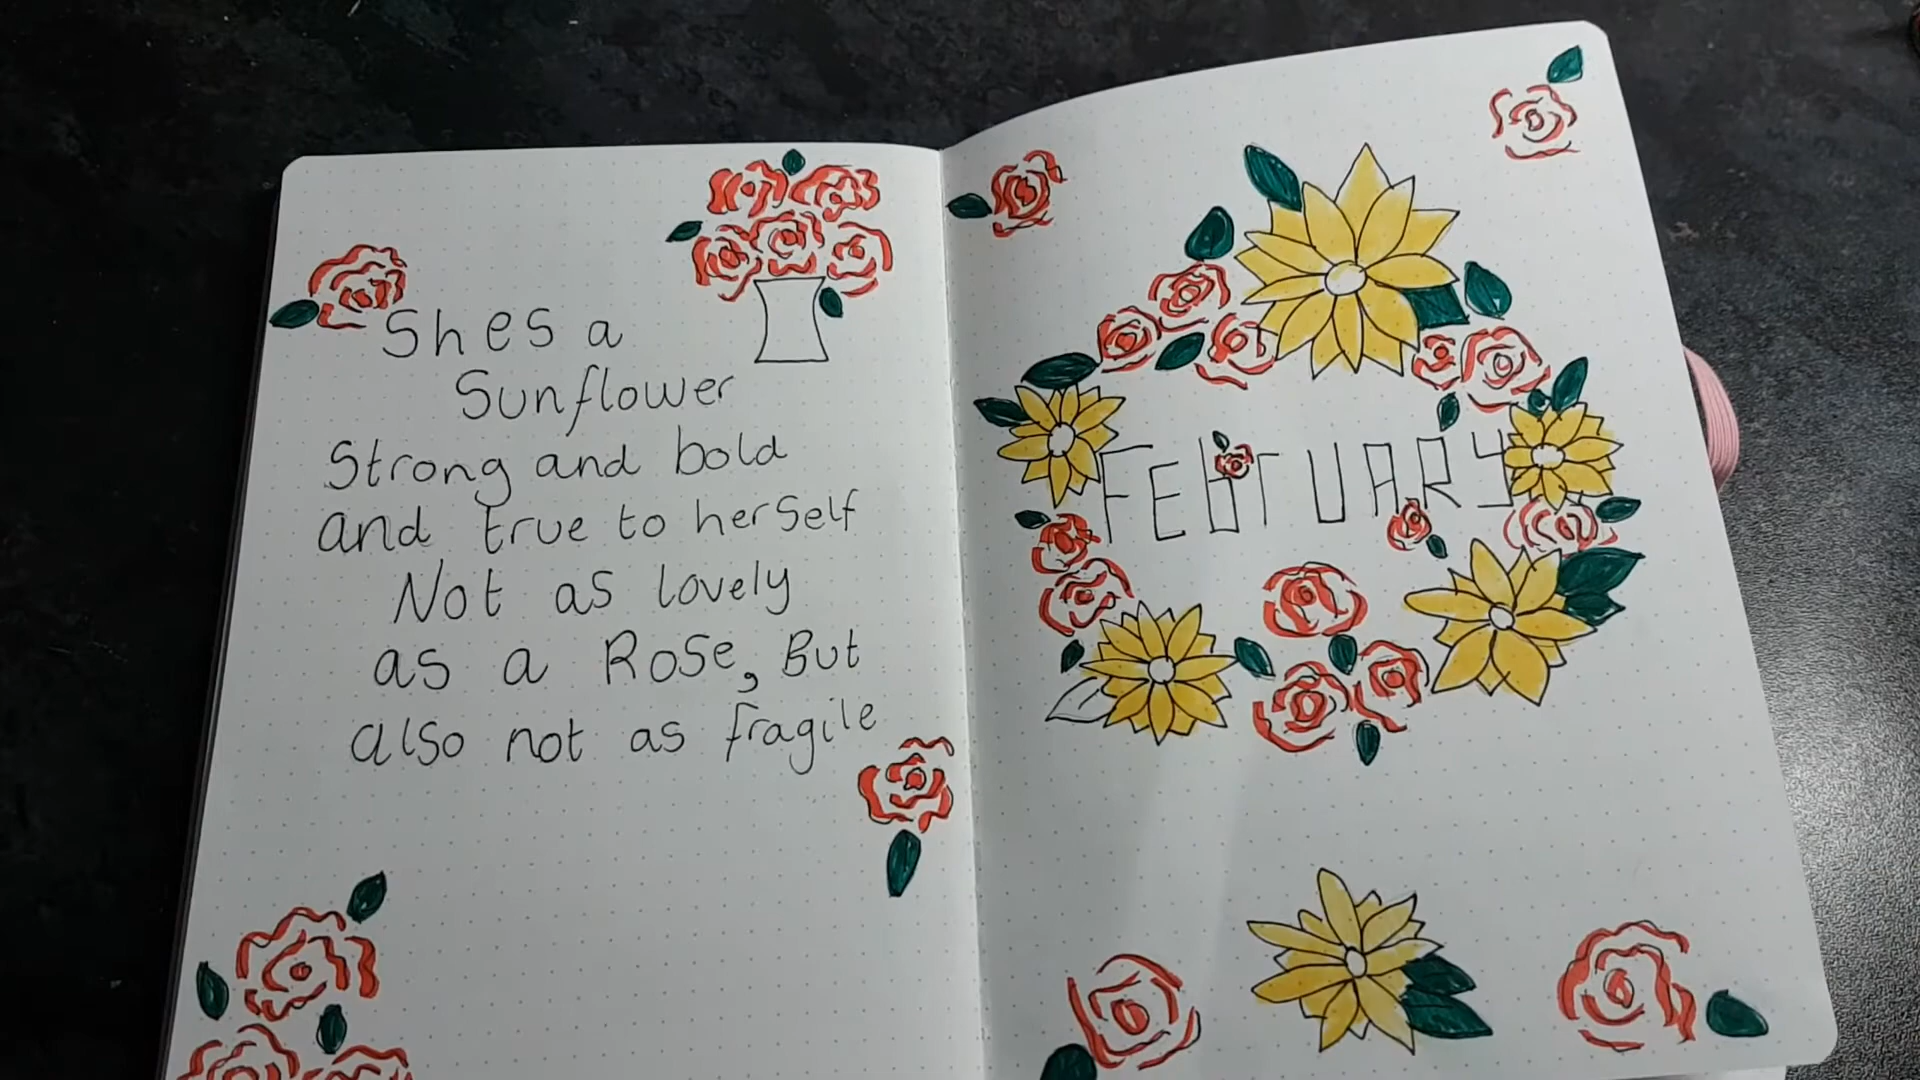 Shes a
Sunflower
Strong and bold
and true to herself
Not as lovely
as a Rose, But
also not as fragile
FEbrUARY